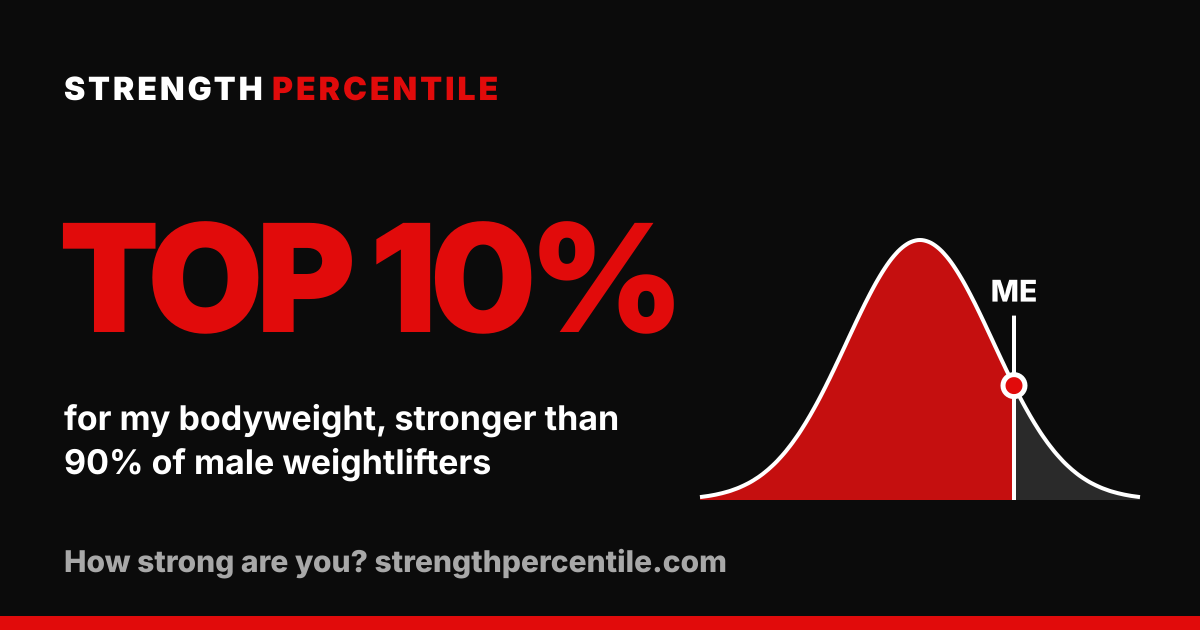 STRENGTH PERCENTILE
TOP 10%
ME
for my bodyweight, stronger than
90% of male weightlifters
How strong are you? strengthpercentile.com